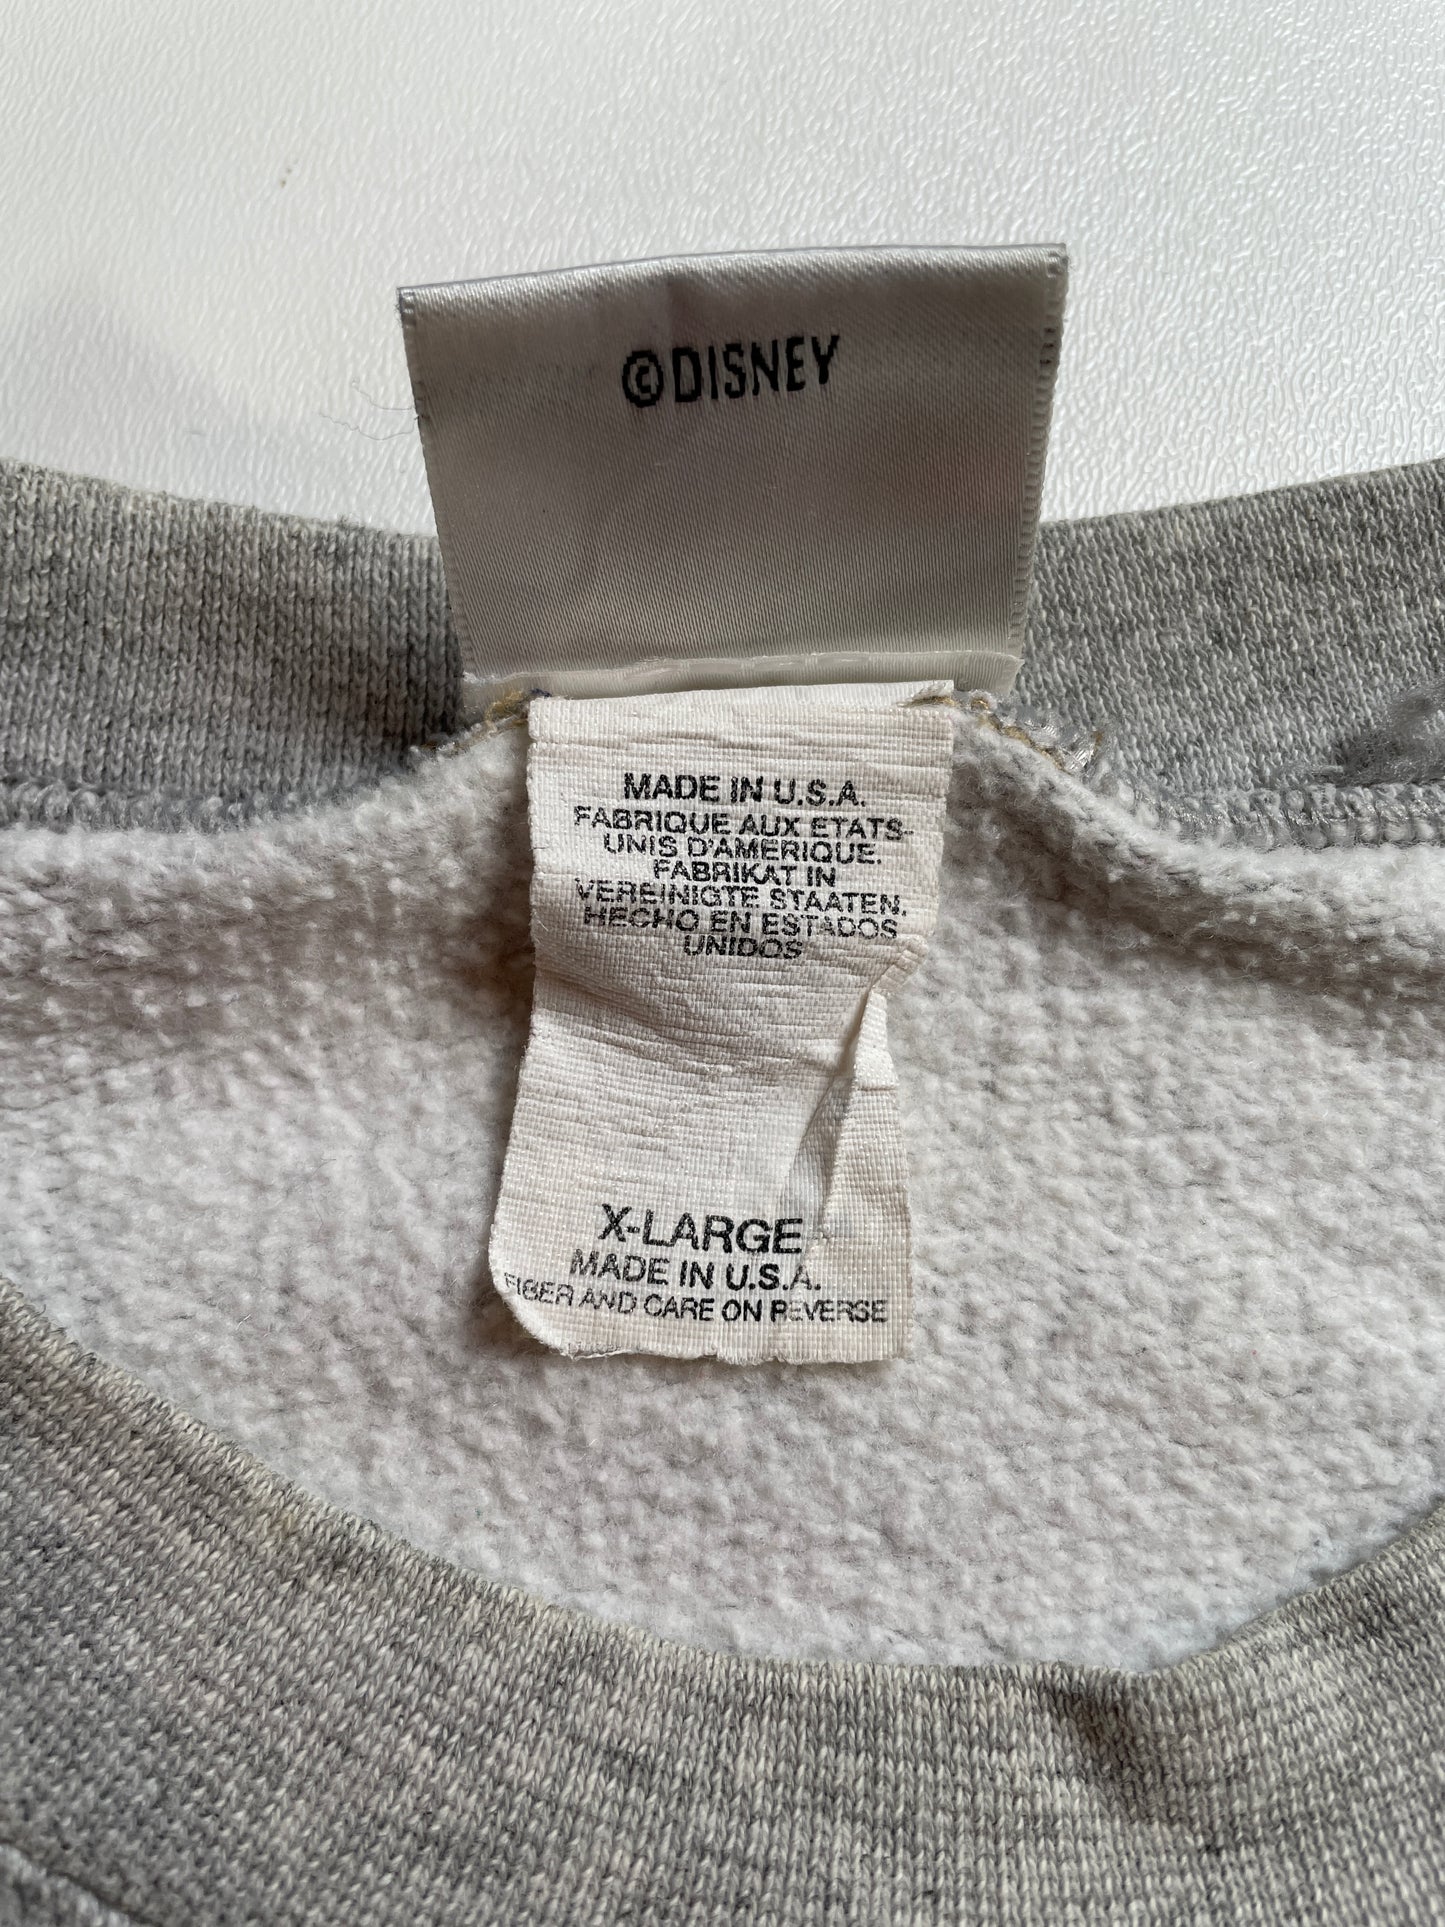 ©DISNEY
MADE IN U.S.A.
FABRIQUE AUX ETATS-
UNIS D'AMERIQUE.
FABRIKAT IN
VEREINIGTE STAATEN.
HECHO EN ESTADOS
UNIDOS
X-LARGE
MADE IN U.S.A.
FIBER AND CARE ON REVERSE